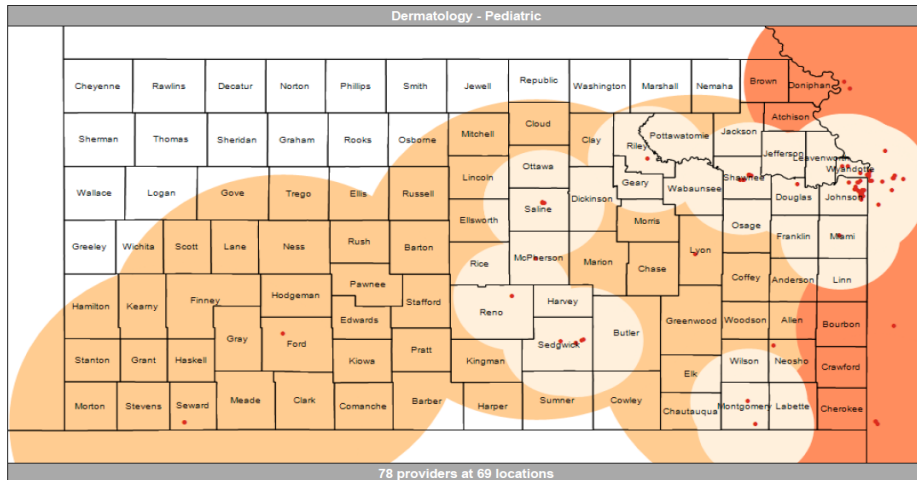 Dermatology - Pediatric
Cheyenne Rawlins Decatur Norton Phillips Smith Jewell Republic Washington Marshall Nemaha Brown Doniphan
Sherman Thomas Sheridan Graham Rooks Osborne Mitchell Cloud Clay Riley Pottawatomie Jackson Atchison
Jefferson Leavenworth
Wallace Logan Gove Trego Ellis Russell Lincoln Ottawa Geary Wabaunsee Shawnee Wyandotte
Saline Dickinson Douglas Johnson
Greeley Wichita Scott Lane Ness Rush Barton Ellsworth Morris Osage Franklin Miami
Rice McPherson Marion Chase Lyon
Hamilton Kearny Finney Hodgeman Pawnee Stafford Reno Harvey Coffey Anderson Linn
Gray Ford Edwards Sedgwick Butler Greenwood Woodson Allen Bourbon
Stanton Grant Haskell Kiowa Pratt Kingman Elk Wilson Neosho Crawford
Morton Stevens Seward Meade Clark Comanche Barber Harper Sumner Cowley Chautauqua Montgomery Labette Cherokee
78 providers at 69 locations